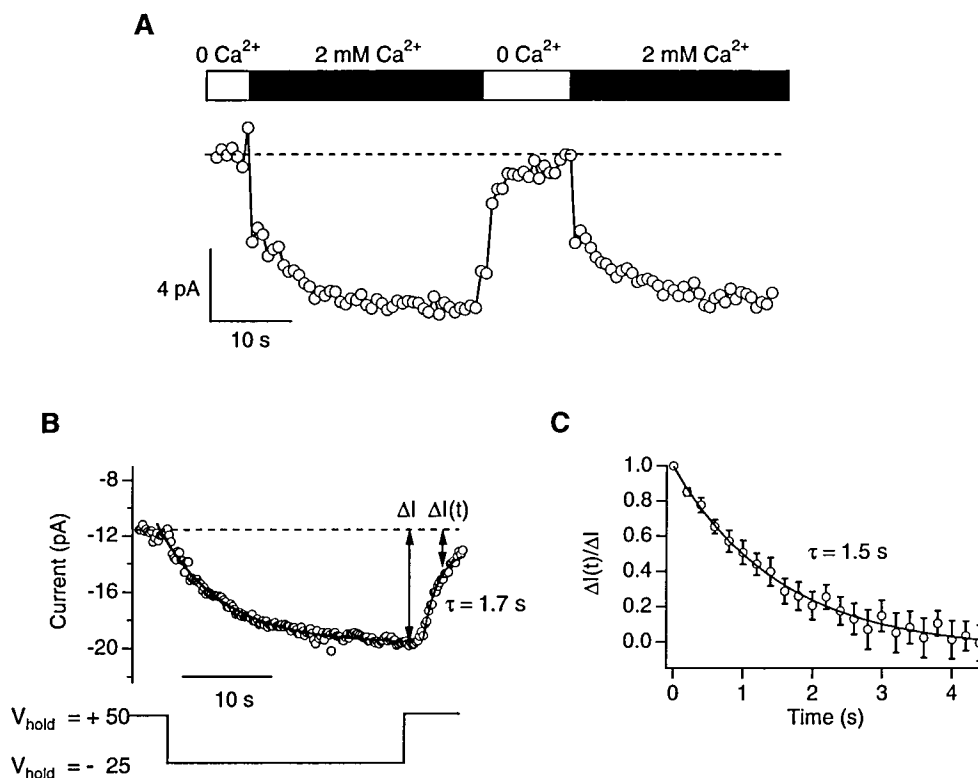 A
0 Ca²⁺ 2 mM Ca²⁺ 0 Ca²⁺ 2 mM Ca²⁺
4 pA
10 s
B
Current (pA)
-8
-12
-16
-20
ΔI ΔI(t)
τ = 1.7 s
10 s
V_hold = + 50
V_hold = - 25
C
ΔI(t)/ΔI
1.0
0.8
0.6
0.4
0.2
0.0
τ = 1.5 s
0 1 2 3 4
Time (s)